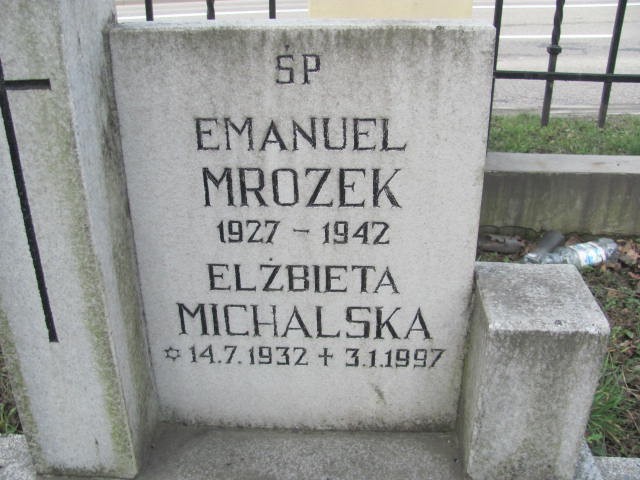 ŚP
EMANUEL
MROZEK
1927 - 1942
ELŻBIETA
MICHALSKA
✡ 14.7.1932 + 3.1.1997